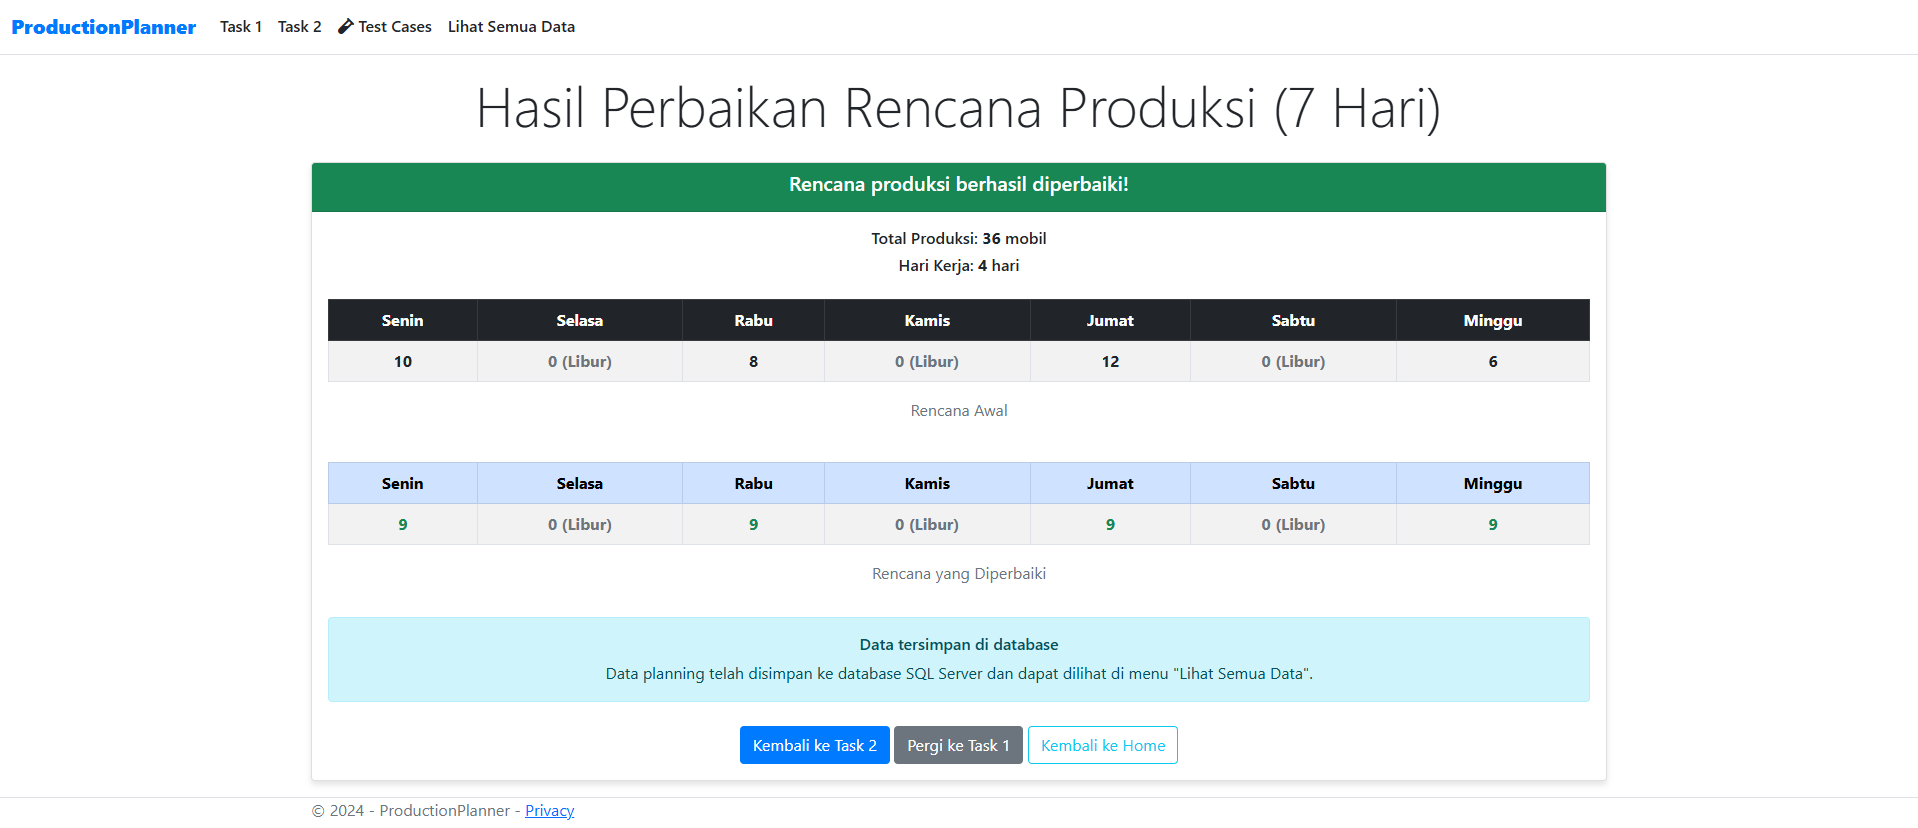 ProductionPlanner Task 1 Task 2 Test Cases Lihat Semua Data
Hasil Perbaikan Rencana Produksi (7 Hari)
Rencana produksi berhasil diperbaiki!
Total Produksi: 36 mobil
Hari Kerja: 4 hari
Senin Selasa Rabu Kamis Jumat Sabtu Minggu
10 0 (Libur) 8 0 (Libur) 12 0 (Libur) 6
Rencana Awal
Senin Selasa Rabu Kamis Jumat Sabtu Minggu
9 0 (Libur) 9 0 (Libur) 9 0 (Libur) 9
Rencana yang Diperbaiki
Data tersimpan di database
Data planning telah disimpan ke database SQL Server dan dapat dilihat di menu "Lihat Semua Data".
Kembali ke Task 2 Pergi ke Task 1 Kembali ke Home
© 2024 - ProductionPlanner - Privacy